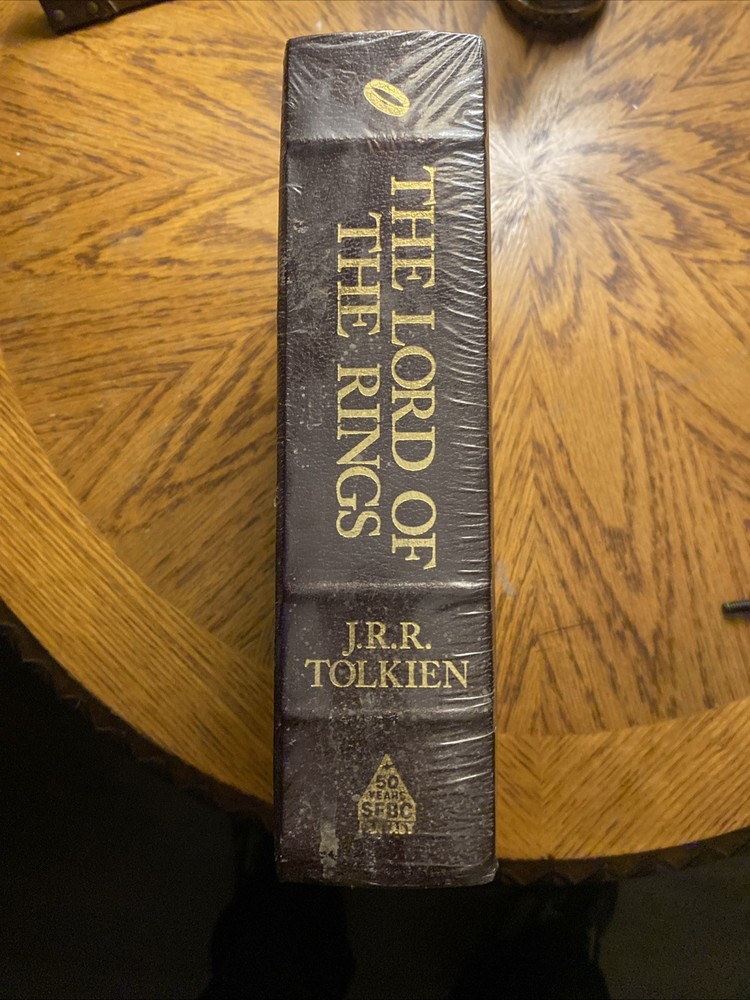 THE LORD OF
THE RINGS
J.R.R.
TOLKIEN
50
YEARS
SFBC